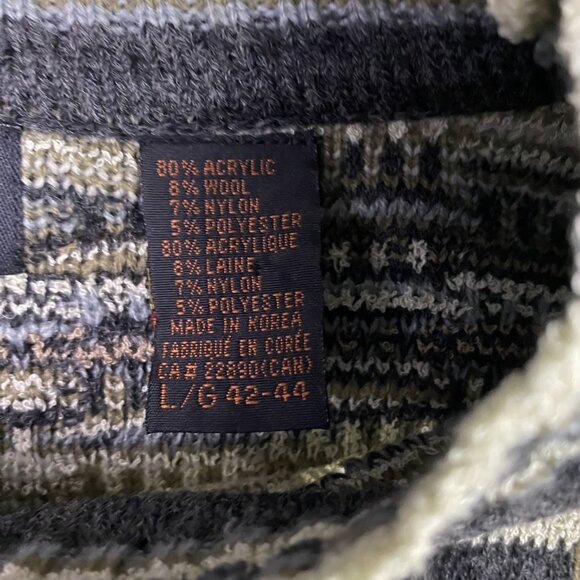 80% ACRYLIC
8% WOOL
7% NYLON
5% POLYESTER
80% ACRYLIQUE
8% LAINE
7% NYLON
5% POLYESTER
MADE IN KOREA
FABRIQUÉ EN CORÉE
CA# 22890(CAN)
L/G 42-44